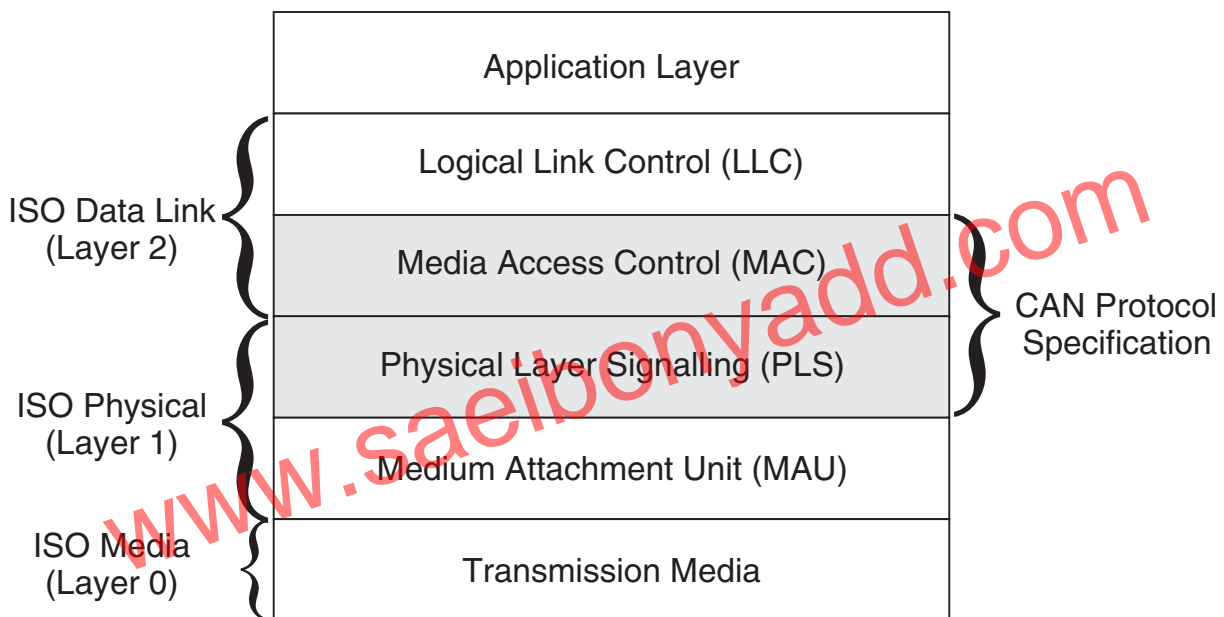 Application Layer
Logical Link Control (LLC)
ISO Data Link
(Layer 2)
Media Access Control (MAC)
CAN Protocol
Specification
Physical Layer Signalling (PLS)
ISO Physical
(Layer 1)
Medium Attachment Unit (MAU)
ISO Media
(Layer 0)
Transmission Media
www.saeibonyadd.com